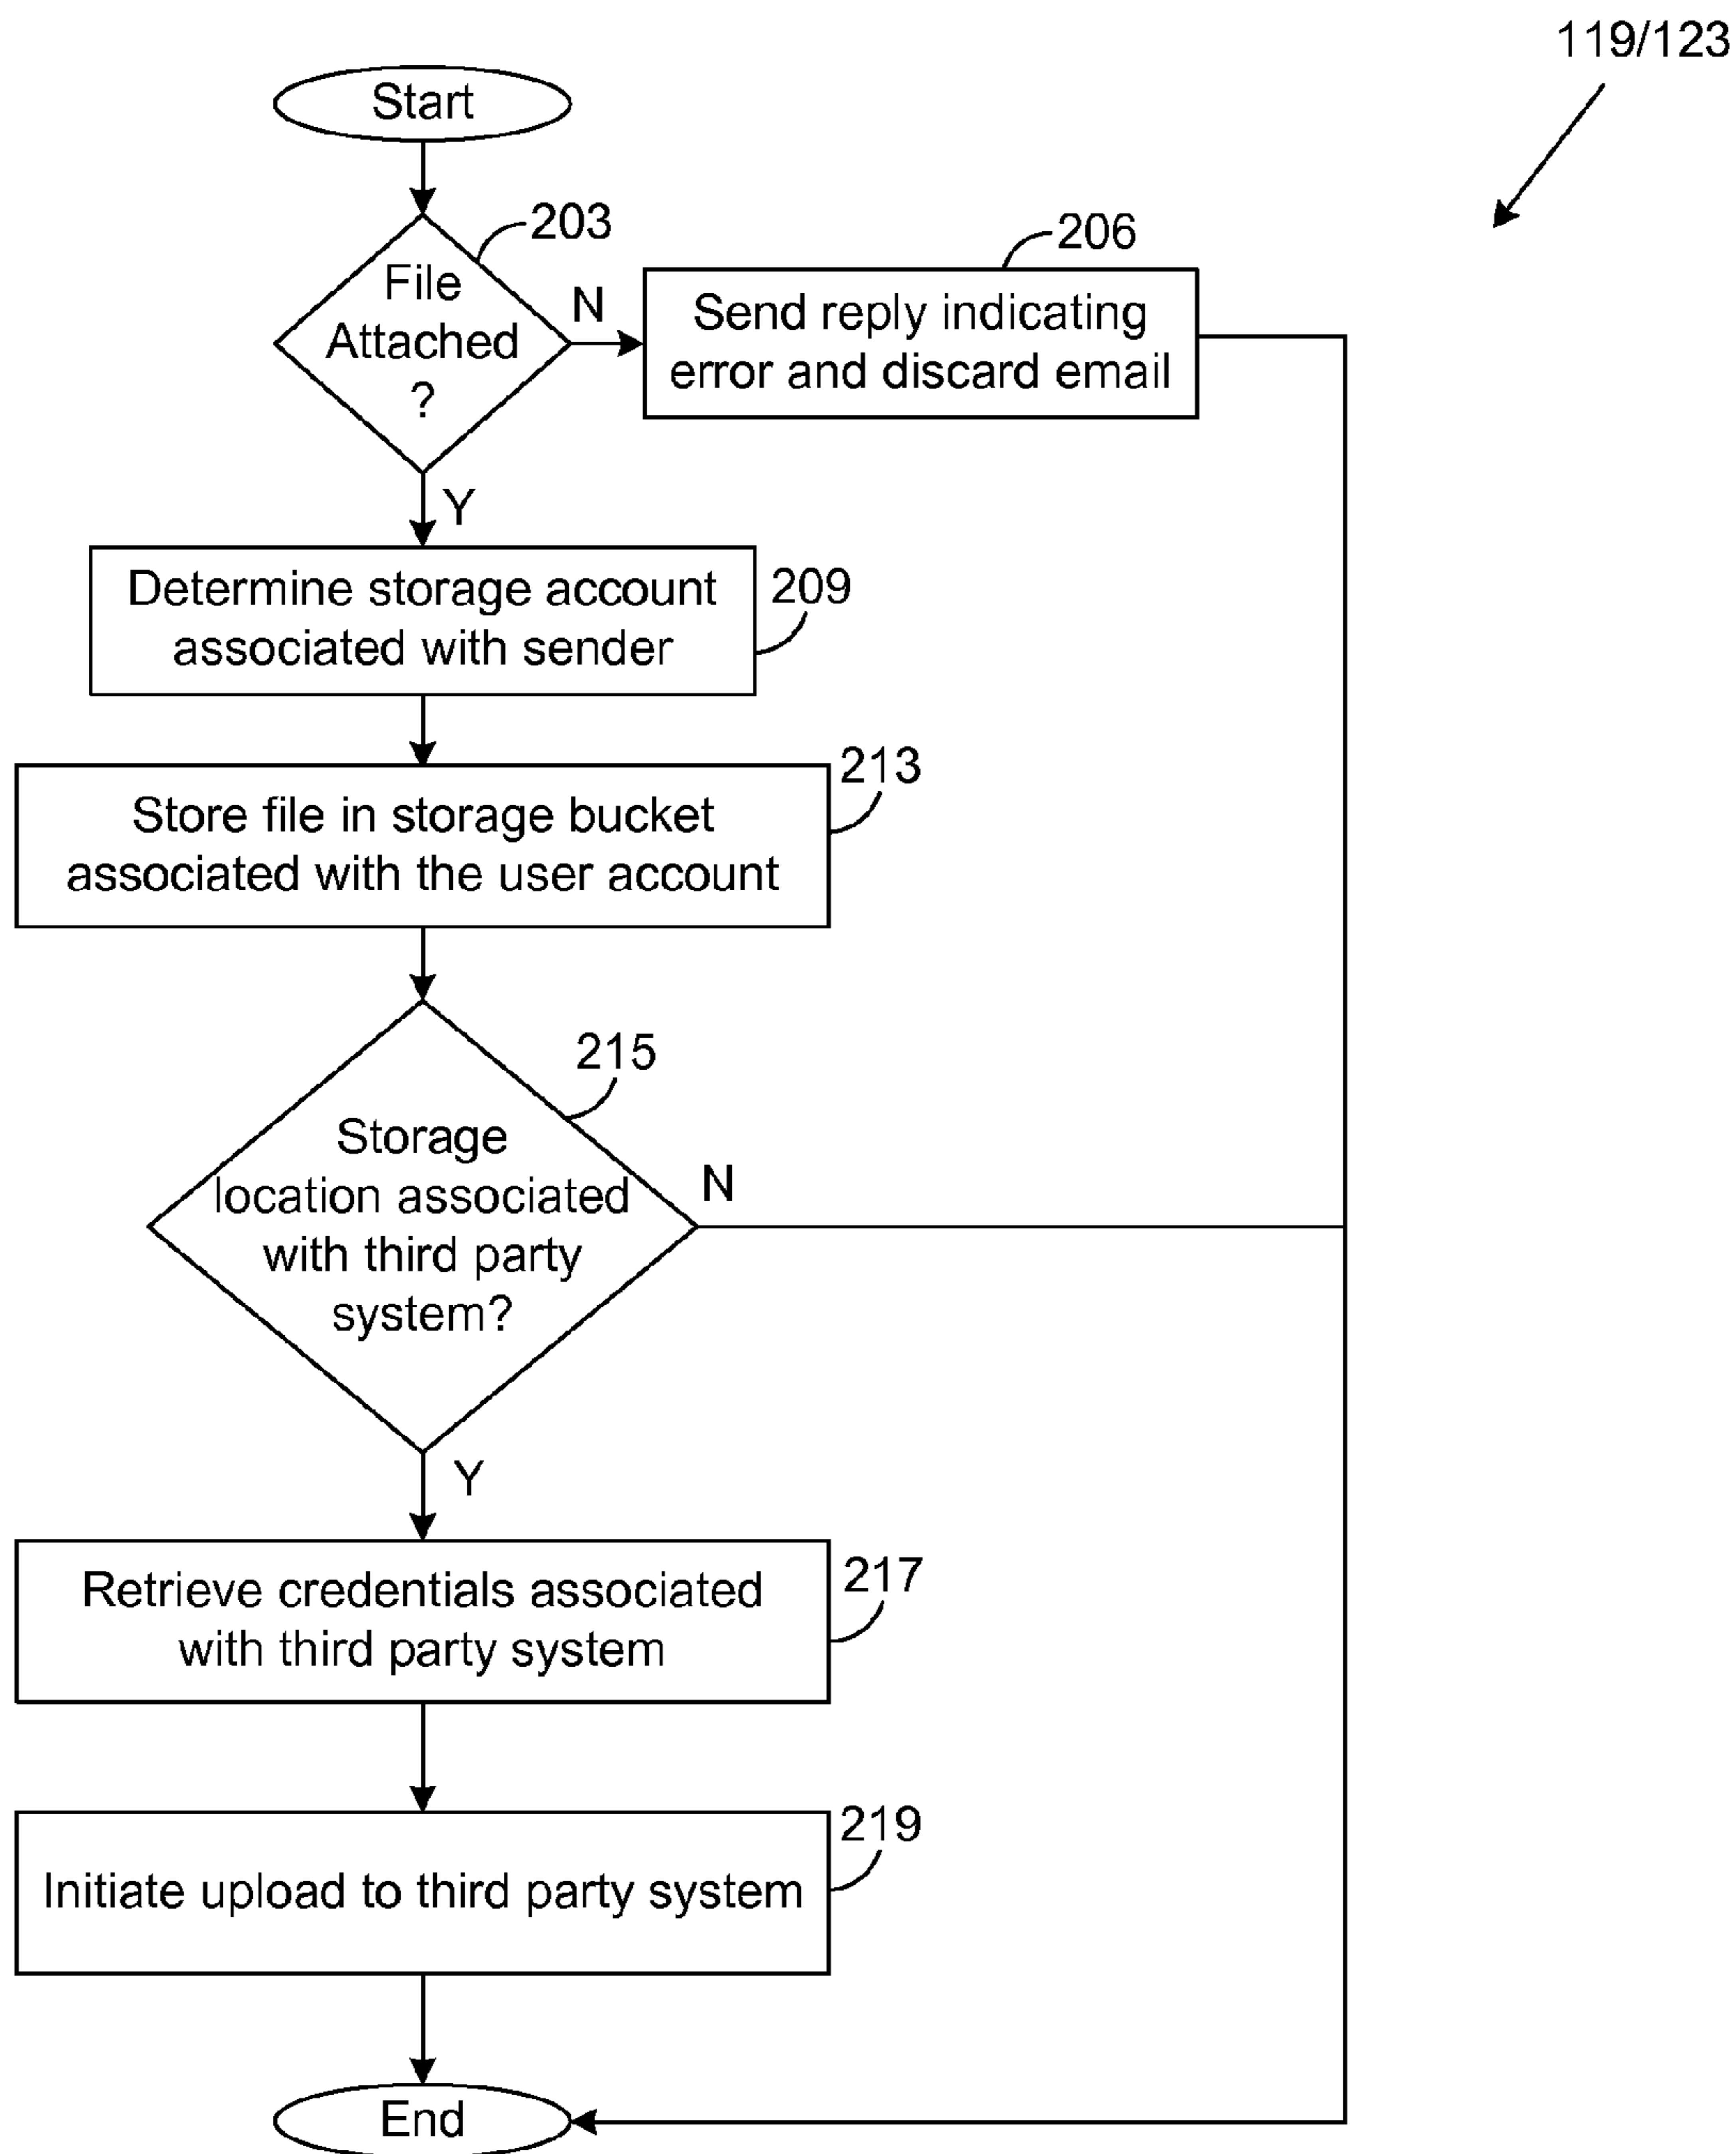 119/123
Start
203
File
Attached
?
N
206
Send reply indicating
error and discard email
Y
Determine storage account
associated with sender
209
213
Store file in storage bucket
associated with the user account
215
Storage
location associated
with third party
system?
N
Y
217
Retrieve credentials associated
with third party system
219
Initiate upload to third party system
End